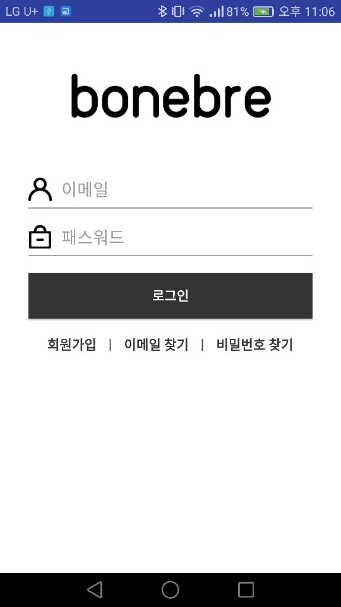 LG U+ 81% 오후 11:06
bonebre
이메일
패스워드
로그인
회원가입 | 이메일 찾기 | 비밀번호 찾기